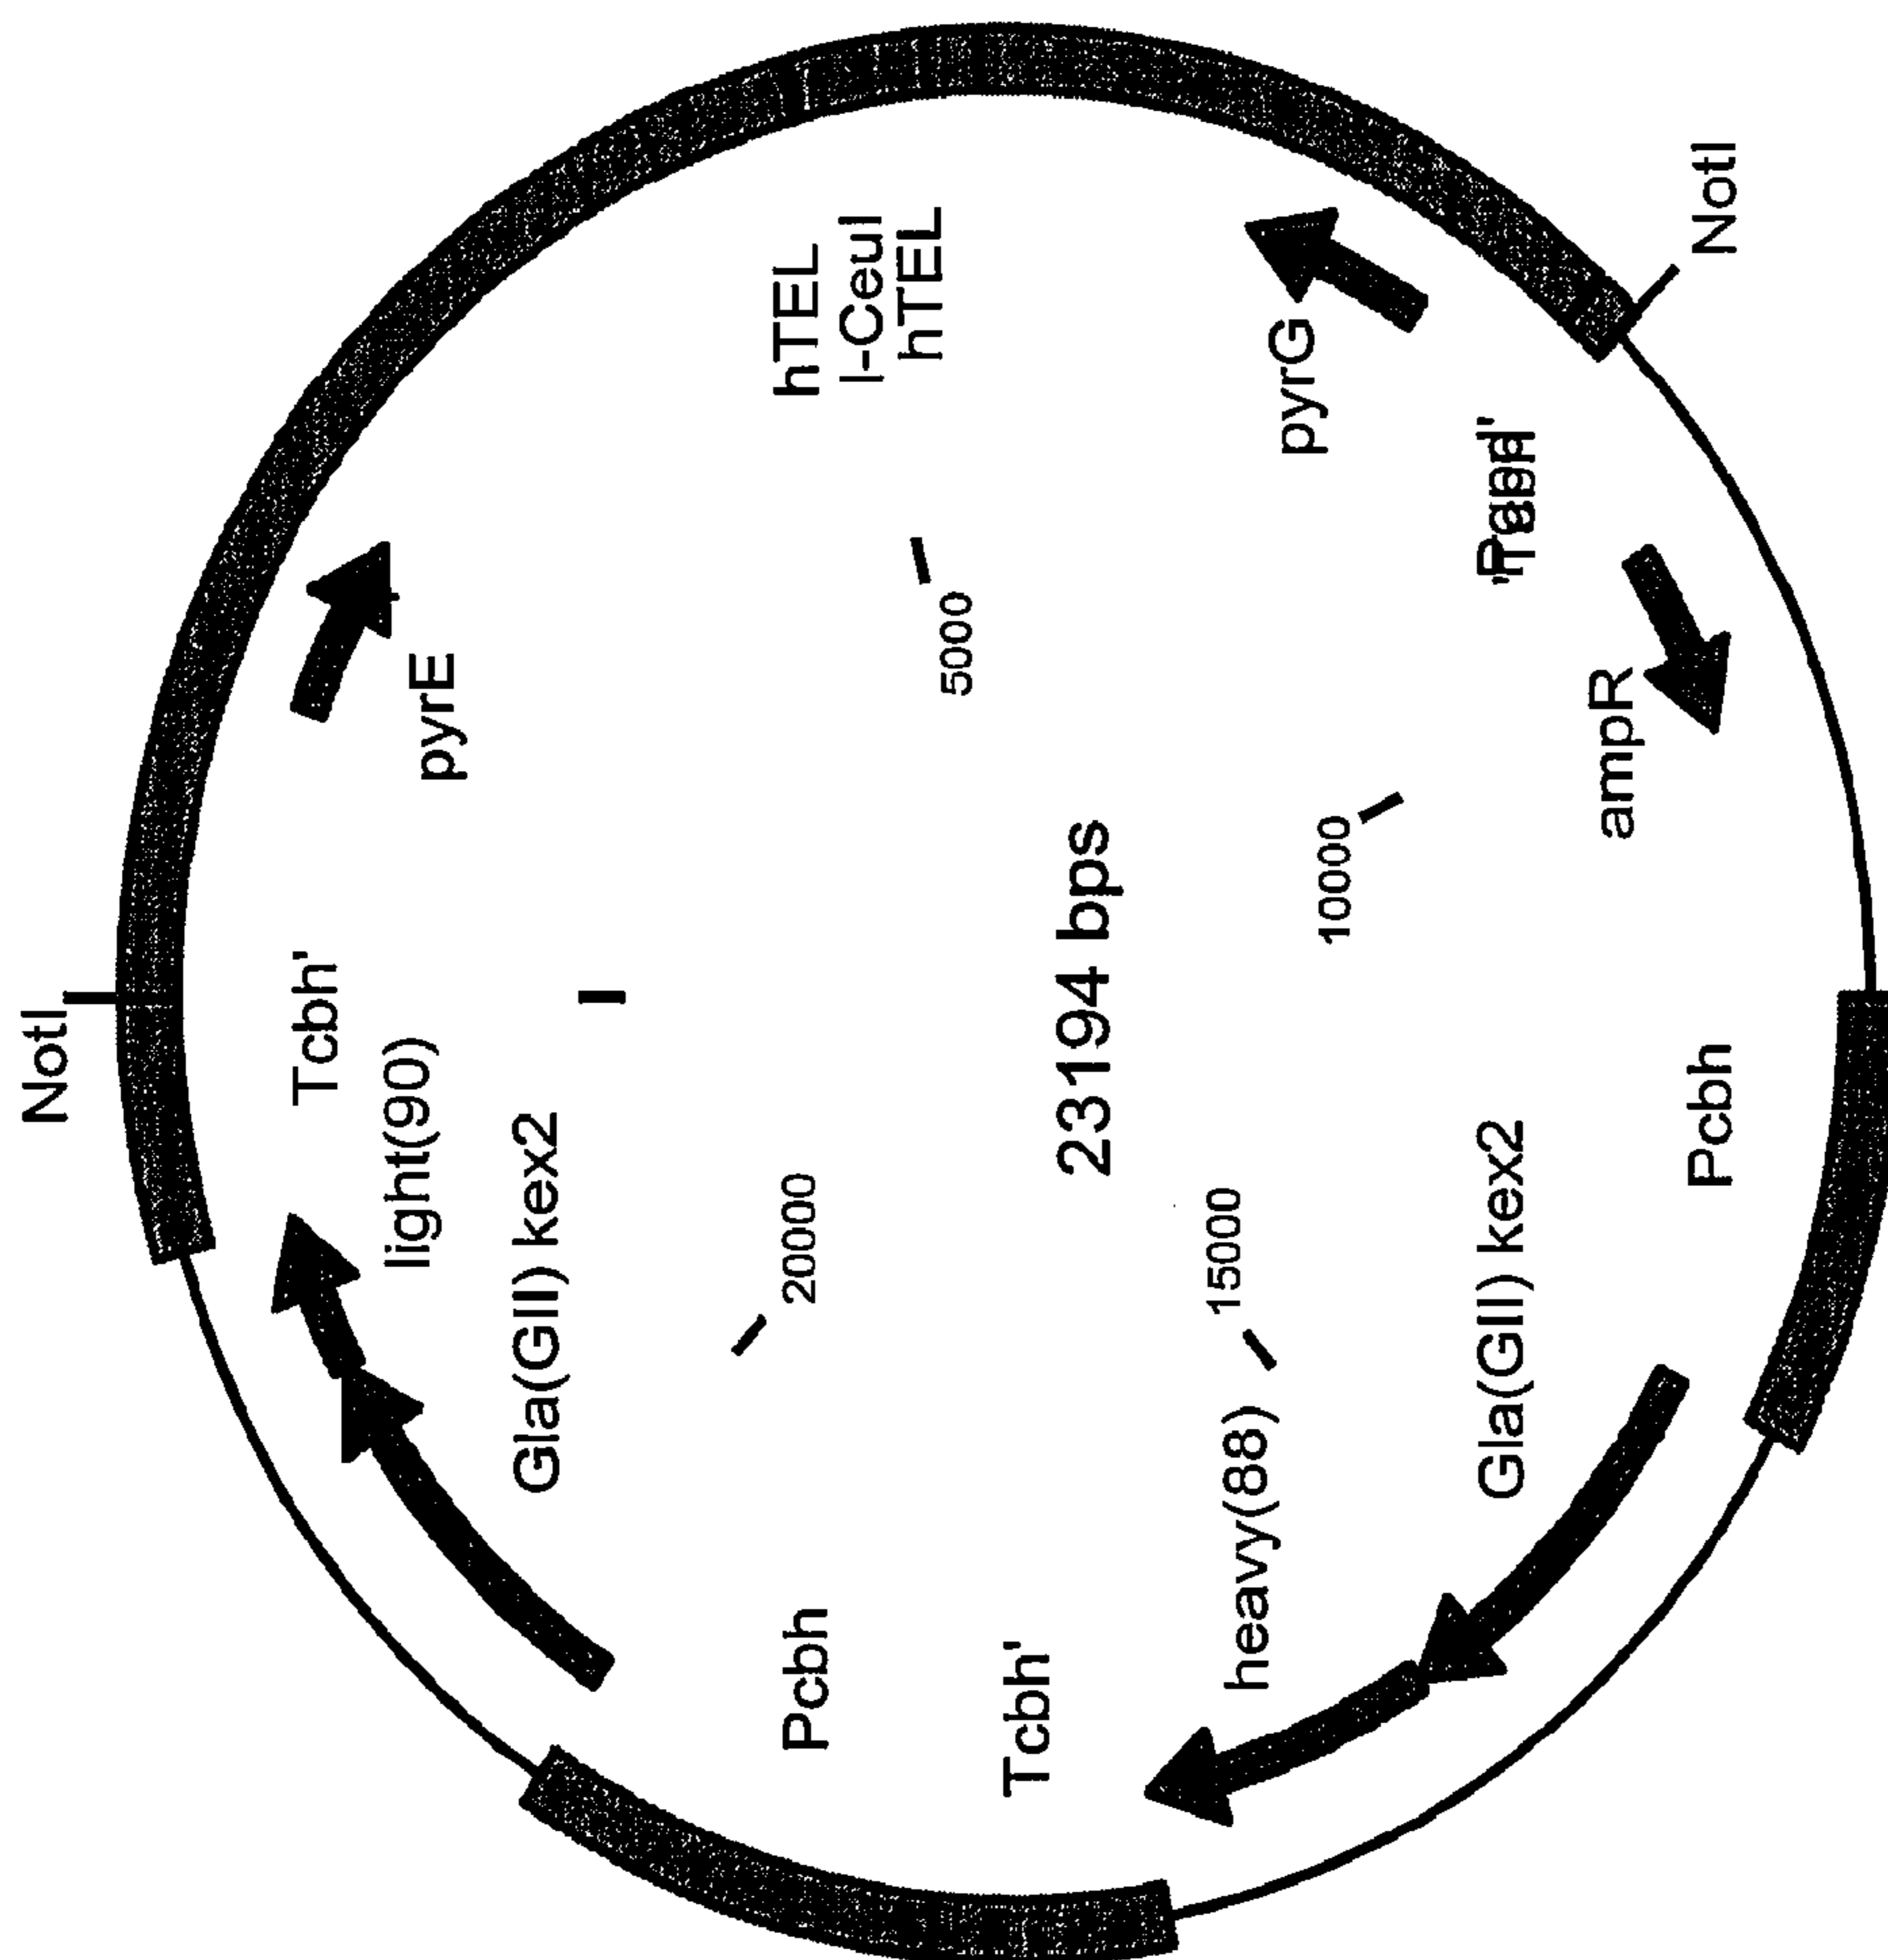 NotI
Tcbh'
light(90)
Gla(GII) kex2
pyrE
hTEL
I-CeuI
hTEL
NotI
pyrG
5000
20000
Pcbh
23194 bps
Tcbh'
15000
heavy(88)
10000
Gla(GII) kex2
ampR
Pcbh